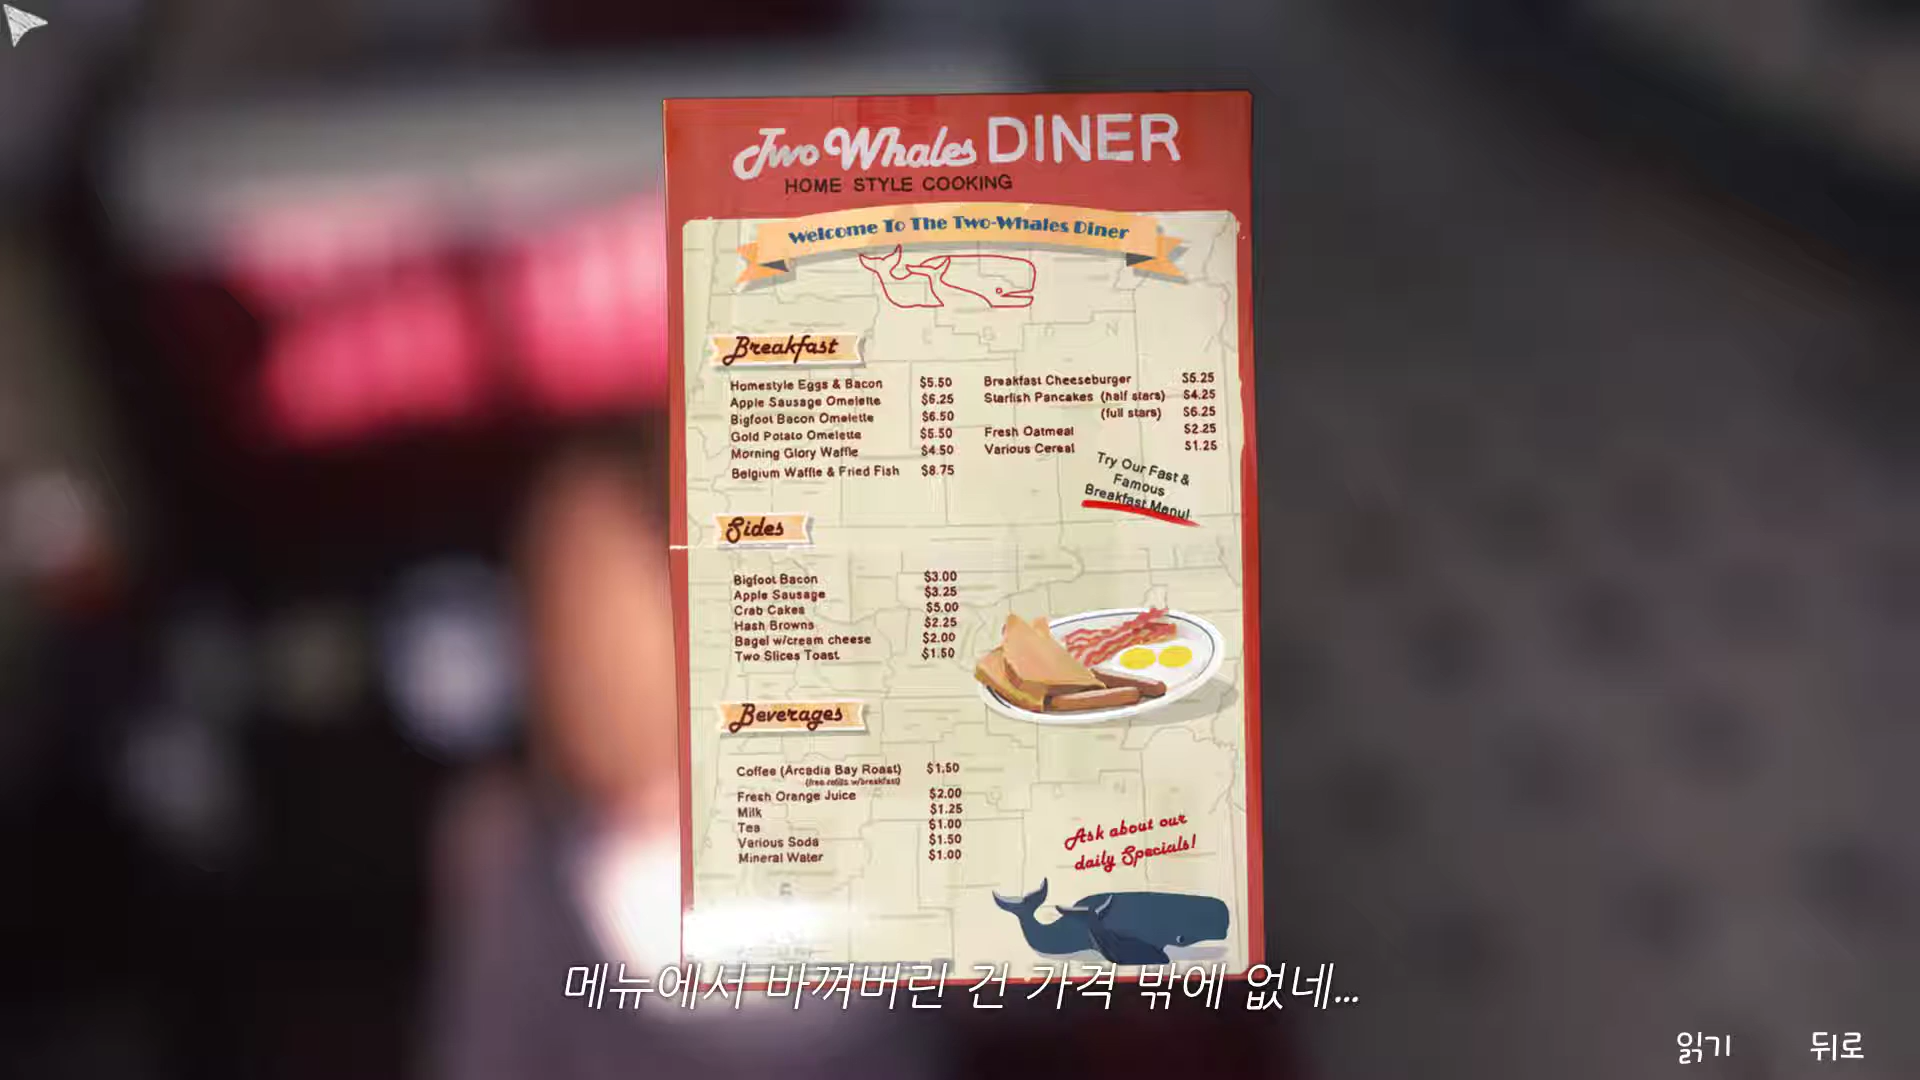 Two Whales DINER
HOME STYLE COOKING
Welcome To The Two-Whales Diner
Breakfast
Homestyle Eggs & Bacon $5.50
Apple Sausage Omelette $6.25
Bigfoot Bacon Omelette $6.50
Gold Potato Omelette $5.50
Morning Glory Waffle $4.50
Belgium Waffle & Fried Fish $8.75
Breakfast Cheeseburger $5.25
Starfish Pancakes (half stars) $4.25
(full stars) $6.25
Fresh Oatmeal $2.25
Various Cereal $1.25
Try Our Fast &
Famous
Breakfast Menu!
Sides
Bigfoot Bacon $3.00
Apple Sausage $3.25
Crab Cakes $5.00
Hash Browns $2.25
Bagel w/cream cheese $2.00
Two Slices Toast $1.50
Beverages
Coffee (Arcadia Bay Roast) $1.50
(free refills w/breakfast)
Fresh Orange Juice $2.00
Milk $1.25
Tea $1.00
Various Soda $1.50
Mineral Water $1.00
Ask about our
daily Specials!
메뉴에서 바껴버린 건 가격 밖에 없네...
읽기 뒤로